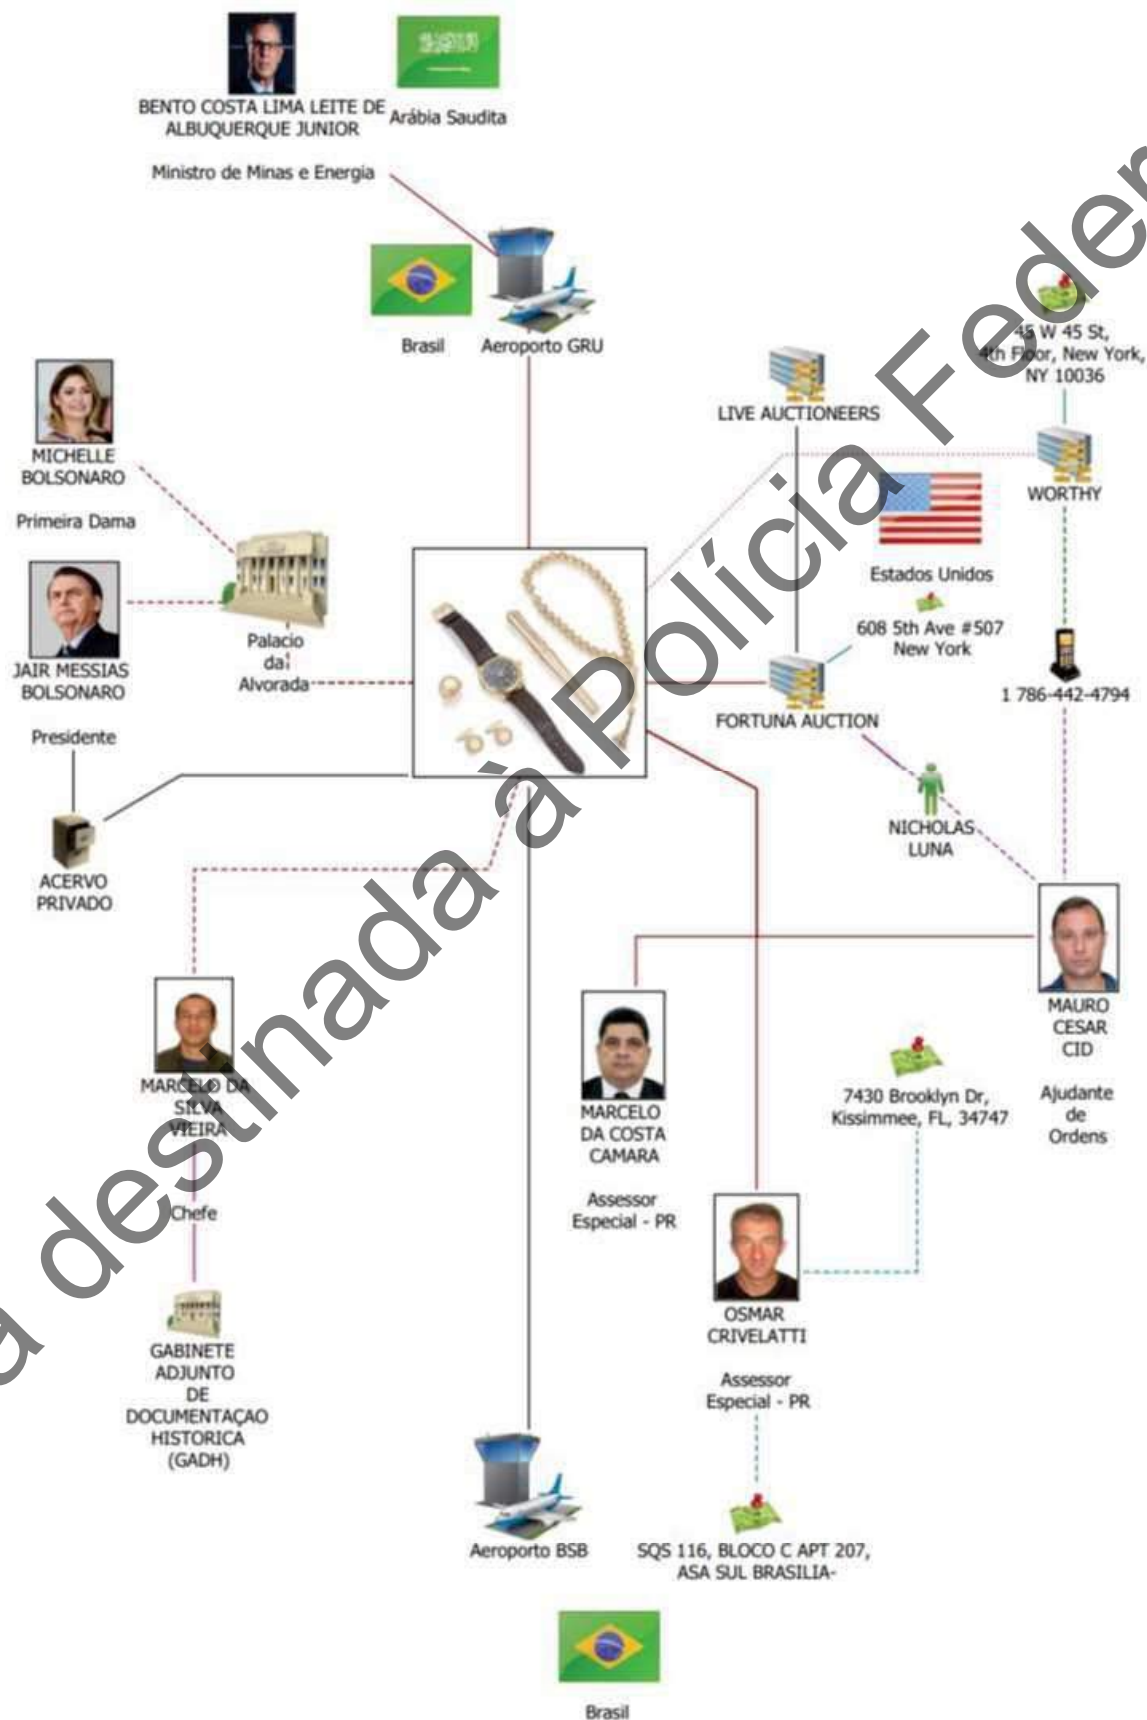 BENTO COSTA LIMA LEITE DE
ALBUQUERQUE JUNIOR
Ministro de Minas e Energia
Arábia Saudita
Brasil
Aeroporto GRU
45 W 45 St,
4th Floor, New York,
NY 10036
LIVE AUCTIONEERS
WORTHY
MICHELLE
BOLSONARO
Primeira Dama
Estados Unidos
608 5th Ave #507
New York
Palacio
da
Alvorada
JAIR MESSIAS
BOLSONARO
Presidente
1 786-442-4794
FORTUNA AUCTION
NICHOLAS
LUNA
ACERVO
PRIVADO
MAURO
CESAR
CID
Ajudante
de
Ordens
MARCELO DA
SILVA
VIEIRA
Chefe
MARCELO
DA COSTA
CAMARA
Assessor
Especial - PR
7430 Brooklyn Dr,
Kissimmee, FL, 34747
OSMAR
CRIVELATTI
Assessor
Especial - PR
GABINETE
ADJUNTO
DE
DOCUMENTAÇAO
HISTORICA
(GADH)
Aeroporto BSB
SQS 116, BLOCO C APT 207,
ASA SUL BRASILIA-
Brasil
a destinada à Polícia Feder